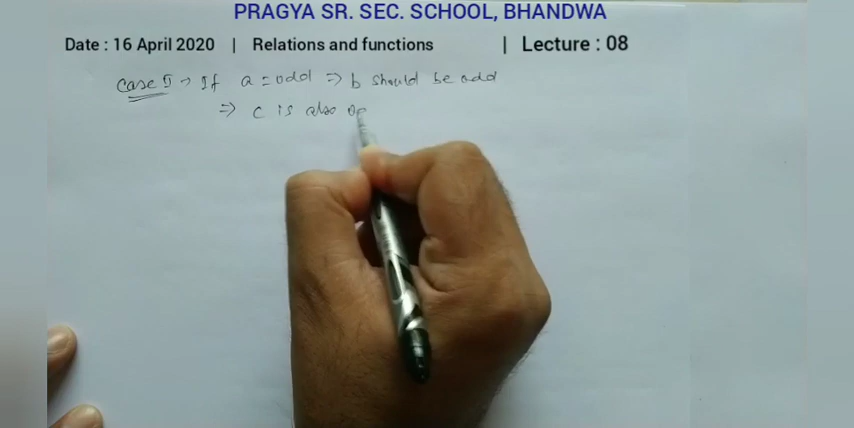 PRAGYA SR. SEC. SCHOOL, BHANDWA
Date : 16 April 2020 | Relations and functions | Lecture : 08
Case I → If a = odd ⇒ b should be odd
⇒ c is also